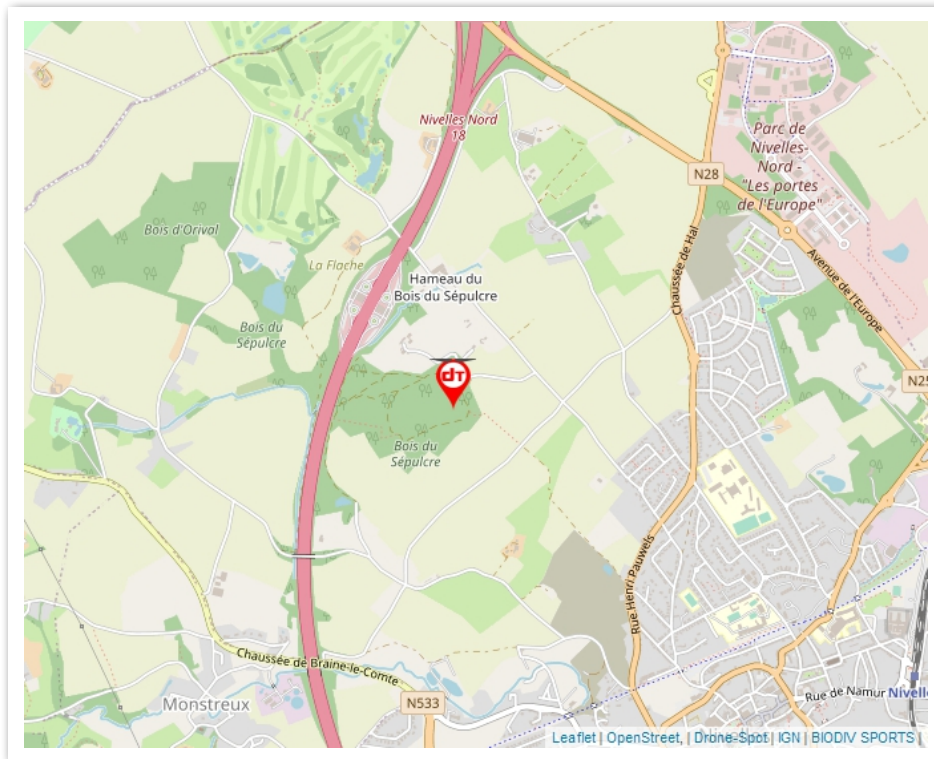 Nivelles Nord
18
Parc de
Nivelles-
Nord -
"Les portes
de l'Europe"
N28
Bois d'Orival
La Flache
Chaussée de Hal
Avenue de l'Europe
Hameau du
Bois du Sépulcre
Bois du
Sépulcre
N25
dT
Bois du
Sépulcre
Rue Henri Pauwels
Chaussée de Braine-le-Comte
Monstreux
N533
Rue de Namur
Nivelle
Leaflet | OpenStreet, | Drone-Spot | IGN | BIODIV SPORTS |